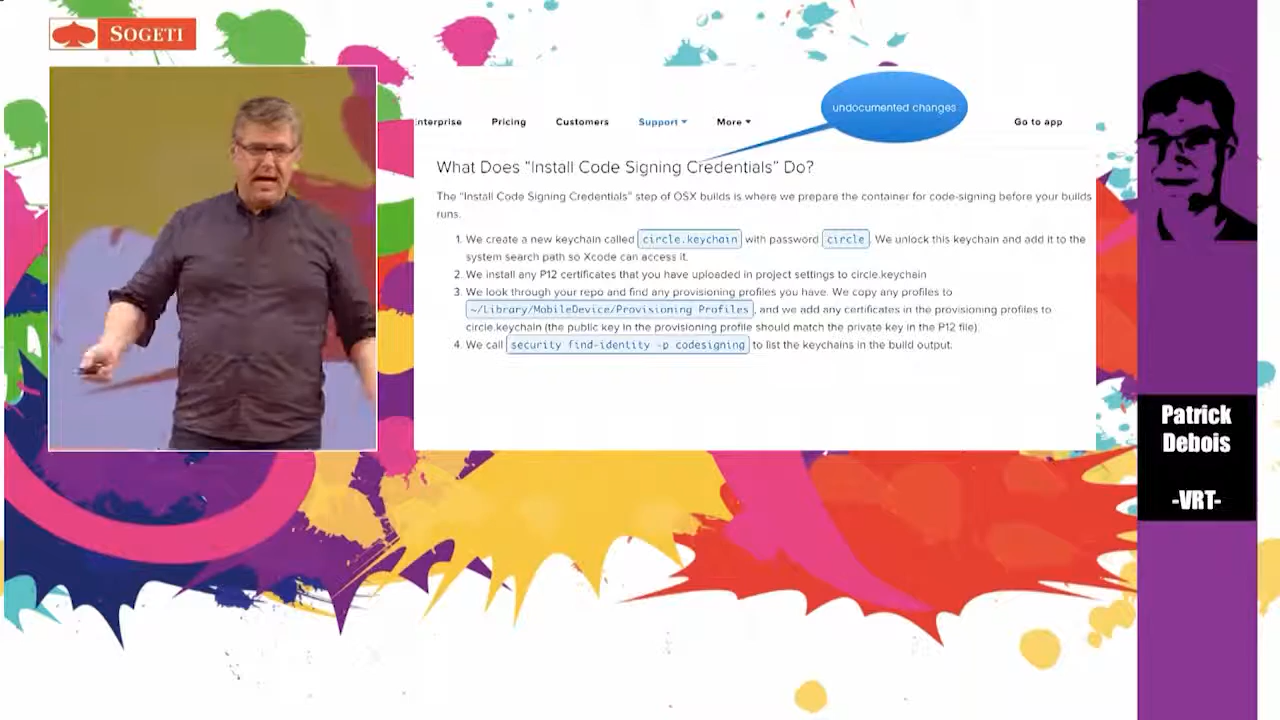 SOGETI
undocumented changes
nterprise Pricing Customers Support More Go to app
What Does "Install Code Signing Credentials" Do?
The "Install Code Signing Credentials" step of OSX builds is where we prepare the container for code-signing before your builds
runs.
1. We create a new keychain called circle.keychain with password circle. We unlock this keychain and add it to the
system search path so Xcode can access it.
2. We install any P12 certificates that you have uploaded in project settings to circle.keychain
3. We look through your repo and find any provisioning profiles you have. We copy any profiles to
~/Library/MobileDevice/Provisioning Profiles, and we add any certificates in the provisioning profiles to
circle.keychain (the public key in the provisioning profile should match the private key in the P12 file).
4. We call security find-identity -p codesigning to list the keychains in the build output.
Patrick
Debois
-VRT-